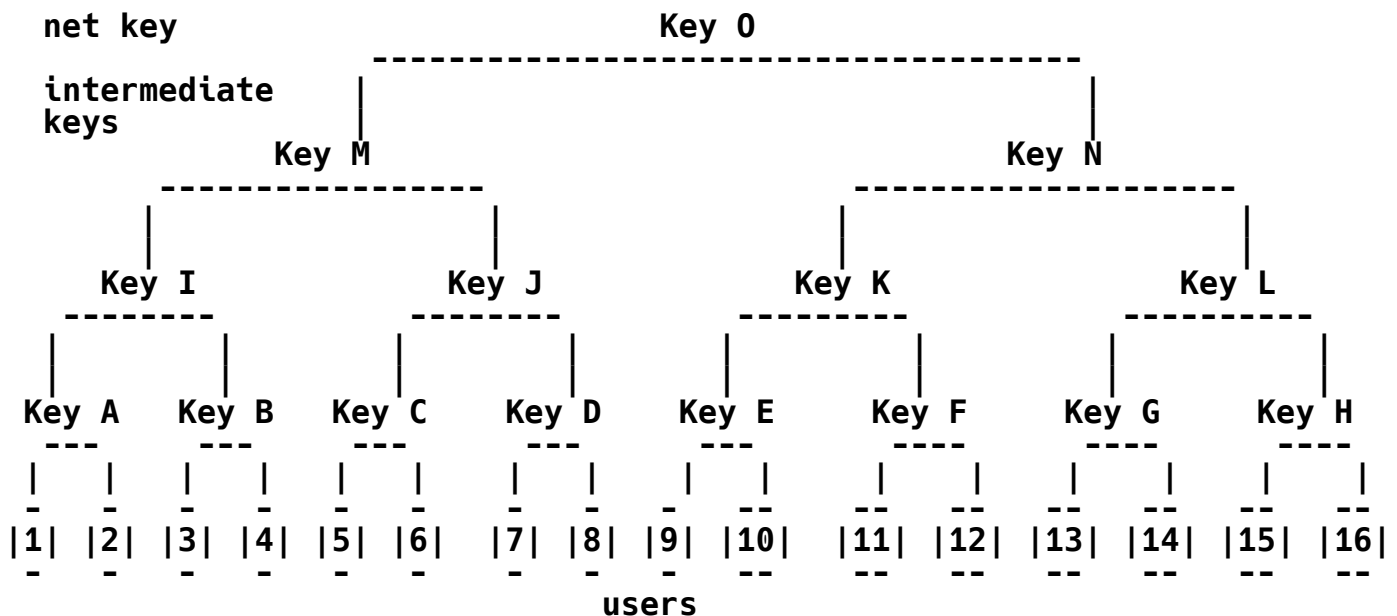 net key Key O
intermediate
keys
Key M Key N
Key I Key J Key K Key L
Key A Key B Key C Key D Key E Key F Key G Key H
|1| |2| |3| |4| |5| |6| |7| |8| |9| |10| |11| |12| |13| |14| |15| |16|
users